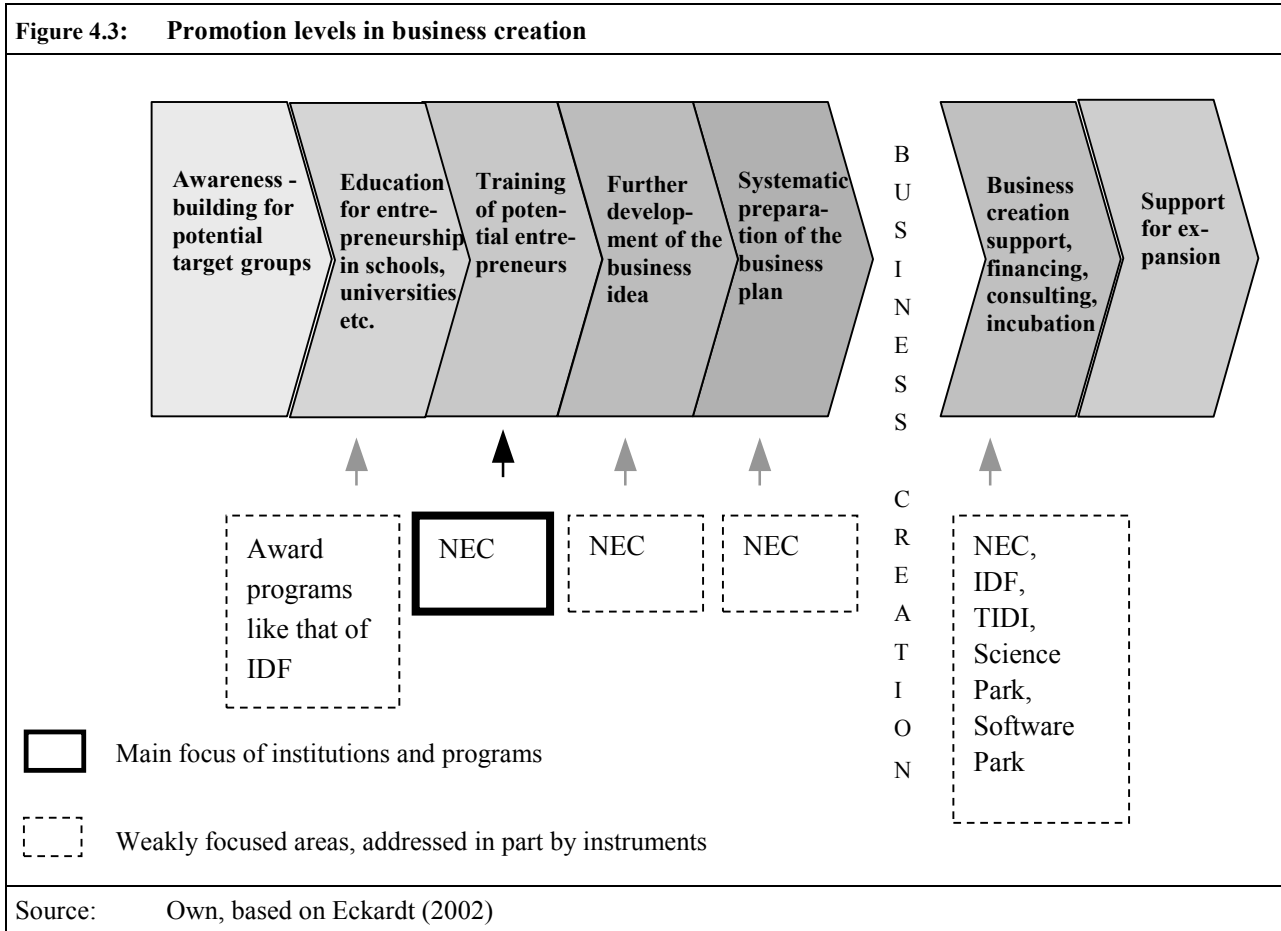 Figure 4.3: Promotion levels in business creation
Awareness -
building for
potential
target groups
Education
for entre-
preneurship
in schools,
universities
etc.
Training
of poten-
tial entre-
preneurs
Further
develop-
ment of the
business
idea
Systematic
prepara-
tion of the
business
plan
B
U
S
I
N
E
S
S
C
R
E
A
T
I
O
N
Business
creation
support,
financing,
consulting,
incubation
Support
for ex-
pansion
Award
programs
like that of
IDF
NEC
NEC
NEC
NEC,
IDF,
TIDI,
Science
Park,
Software
Park
Main focus of institutions and programs
Weakly focused areas, addressed in part by instruments
Source: Own, based on Eckardt (2002)